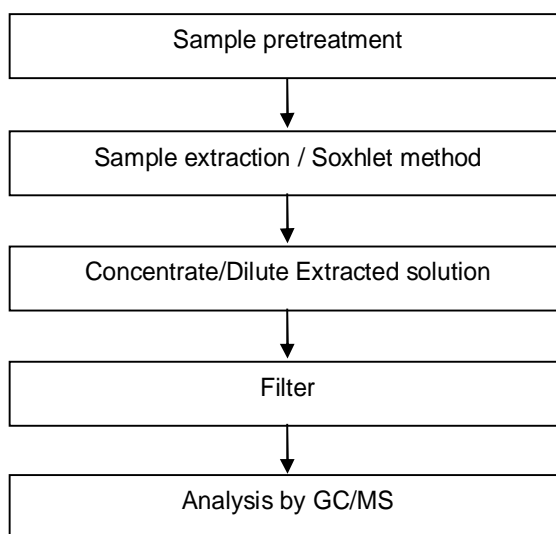 Sample pretreatment
Sample extraction / Soxhlet method
Concentrate/Dilute Extracted solution
Filter
Analysis by GC/MS